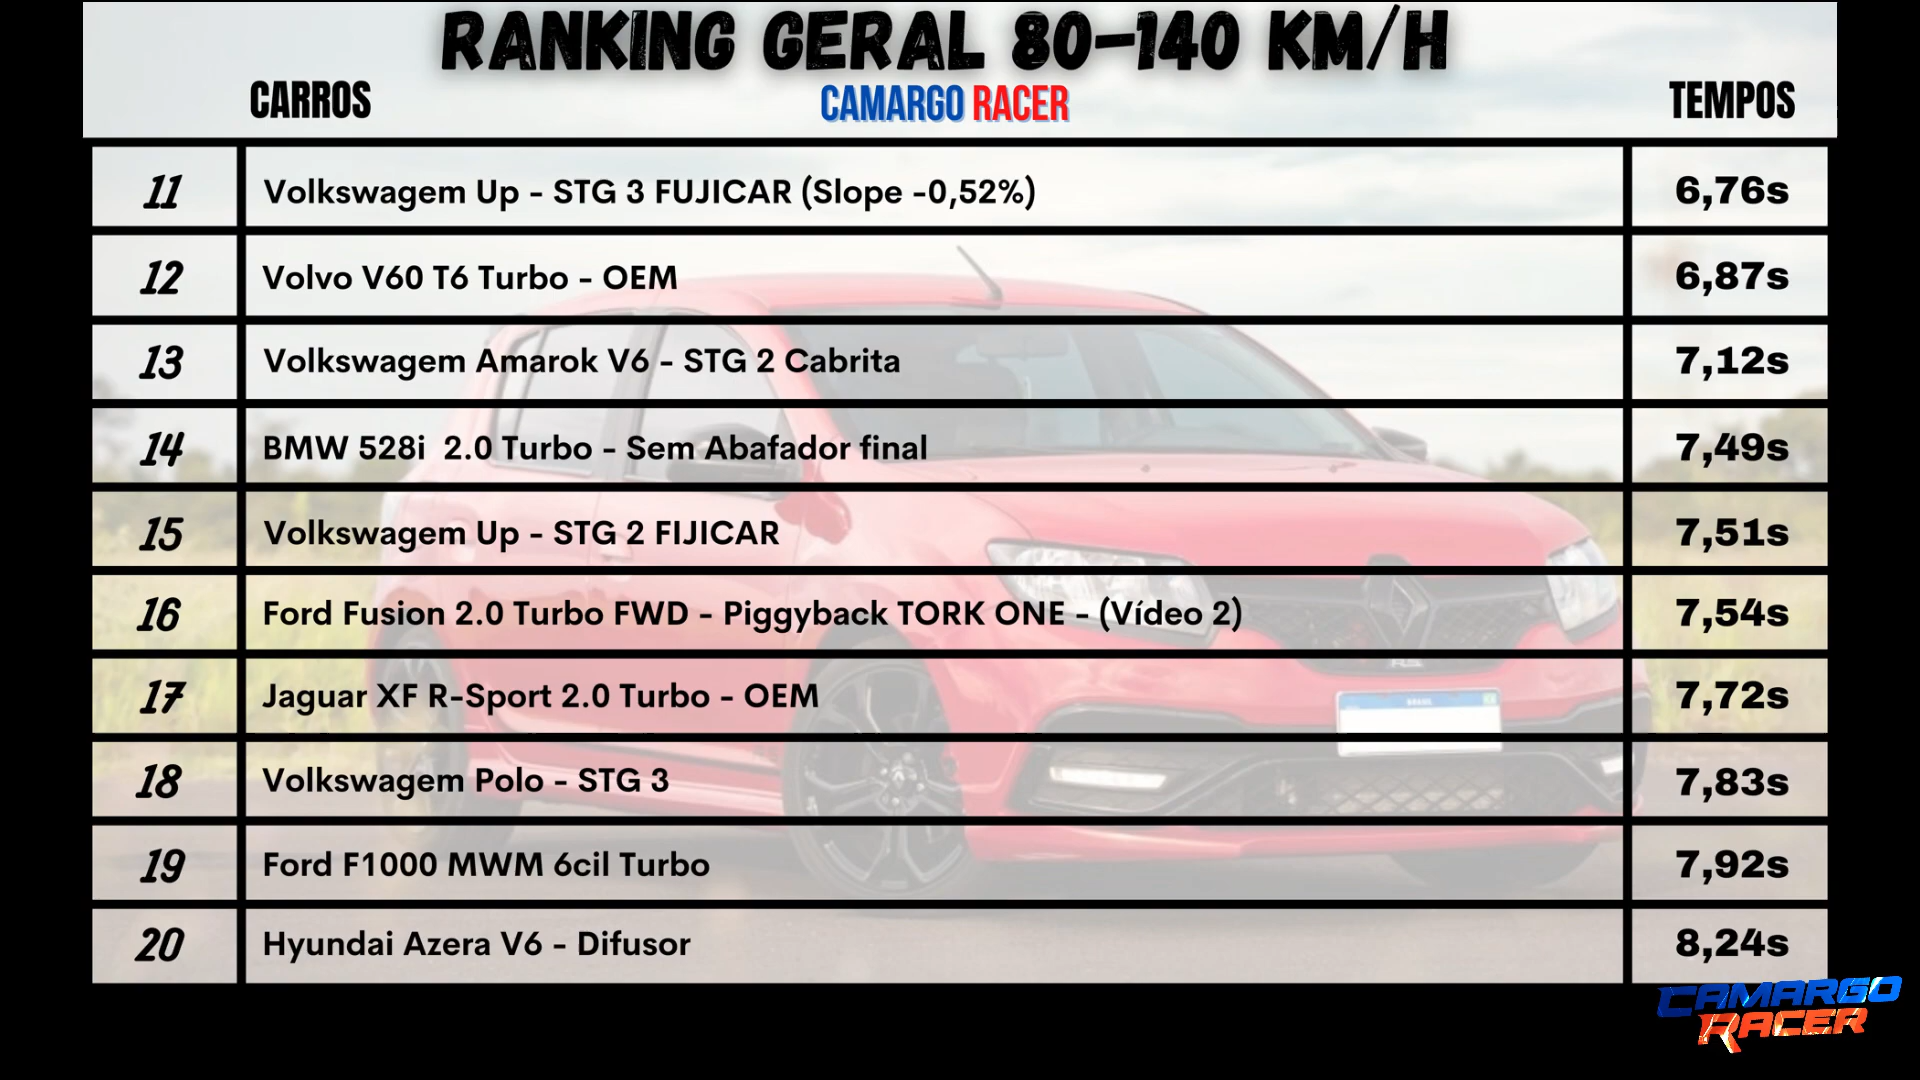 RANKING GERAL 80-140 KM/H
CARROS
CAMARGO RACER
TEMPOS
11 Volkswagem Up - STG 3 FUJICAR (Slope -0,52%) 6,76s
12 Volvo V60 T6 Turbo - OEM 6,87s
13 Volkswagem Amarok V6 - STG 2 Cabrita 7,12s
14 BMW 528i 2.0 Turbo - Sem Abafador final 7,49s
15 Volkswagem Up - STG 2 FIJICAR 7,51s
16 Ford Fusion 2.0 Turbo FWD - Piggyback TORK ONE - (Vídeo 2) 7,54s
17 Jaguar XF R-Sport 2.0 Turbo - OEM 7,72s
18 Volkswagem Polo - STG 3 7,83s
19 Ford F1000 MWM 6cil Turbo 7,92s
20 Hyundai Azera V6 - Difusor 8,24s
BRASIL
RS
CAMARGO
RACER